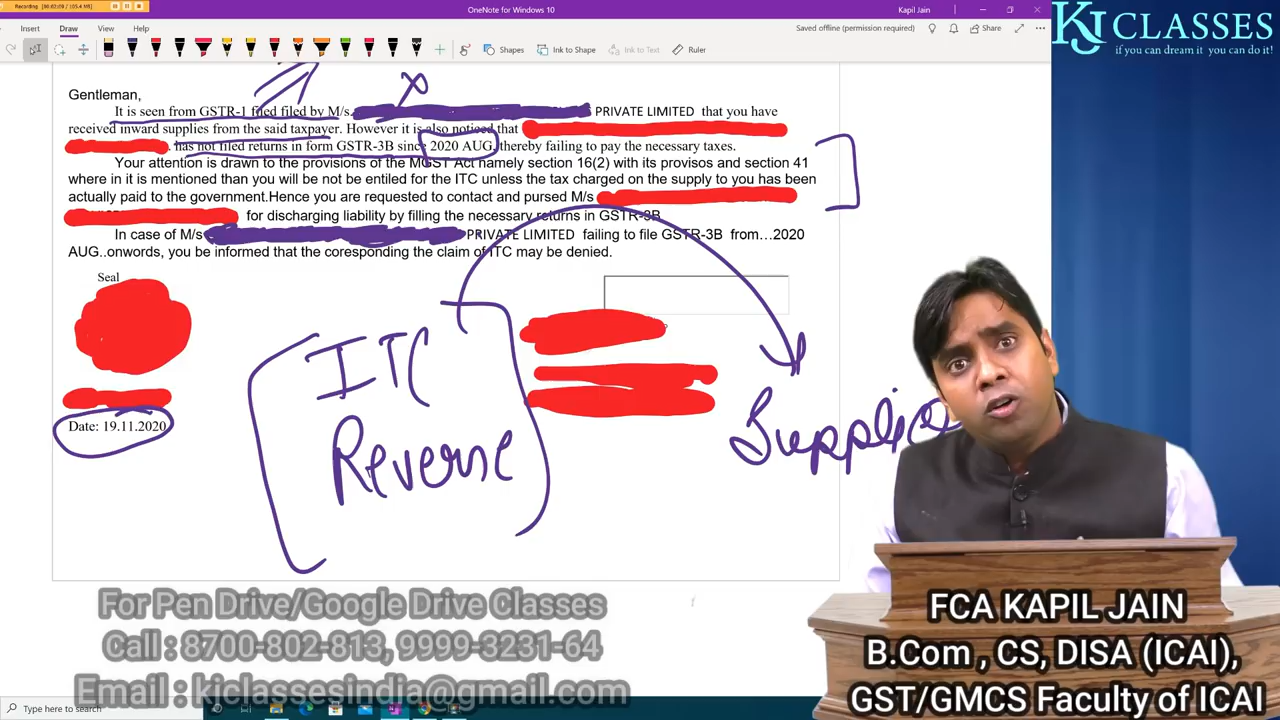 Recording [00:02:09 | 105.4 MB]
OneNote for Windows 10
Kapil Jain
Insert
Draw
View
Help
Saved offline (permission required)
Share
Shapes
Ink to Shape
Ink to Text
Ruler
KJ CLASSES
if you can dream it you can do it!
Gentleman,
It is seen from GSTR-1 filed filed by M/s. PRIVATE LIMITED that you have
received inward supplies from the said taxpayer. However it is also noticed that
. has not filed returns in form GSTR-3B since 2020 AUG. thereby failing to pay the necessary taxes.
Your attention is drawn to the provisions of the MGST Act namely section 16(2) with its provisos and section 41
where in it is mentioned than you will be not be entiled for the ITC unless the tax charged on the supply to you has been
actually paid to the government.Hence you are requested to contact and pursed M/s
for discharging liability by filling the necessary returns in GSTR-3B
In case of M/s PRIVATE LIMITED failing to file GSTR-3B from…2020
AUG..onwords, you be informed that the coresponding the claim of ITC may be denied.
Seal
Date: 19.11.2020
ITC
Reverse
For Pen Drive/Google Drive Classes
Call : 8700-802-813, 9999-3231-64
Email : kjclassesindia@gmail.com
FCA KAPIL JAIN
B.Com , CS, DISA (ICAI),
GST/GMCS Faculty of ICAI
Type here to search